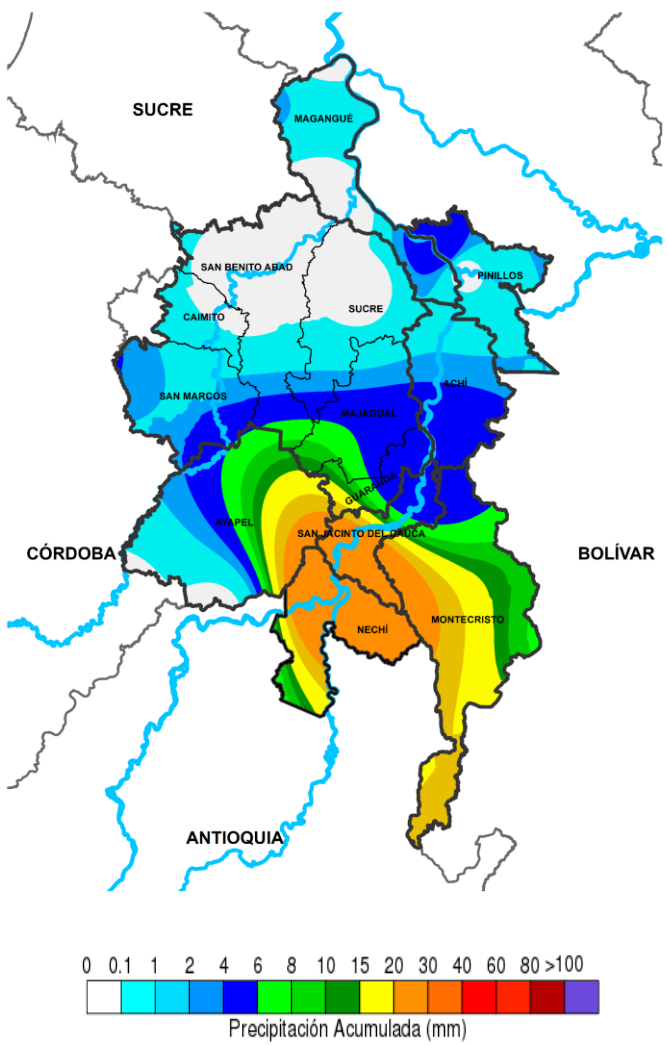 SUCRE
MAGANGUÉ
SAN BENITO ABAD
PINILLOS
SUCRE
CAIMITO
ACHÍ
SAN MARCOS
MAJAGUAL
GUARANDA
AYAPEL
SAN JACINTO DEL CAUCA
CÓRDOBA
BOLÍVAR
MONTECRISTO
NECHÍ
ANTIOQUIA
0 0.1 1 2 4 6 8 10 15 20 30 40 60 80 >100
Precipitación Acumulada (mm)